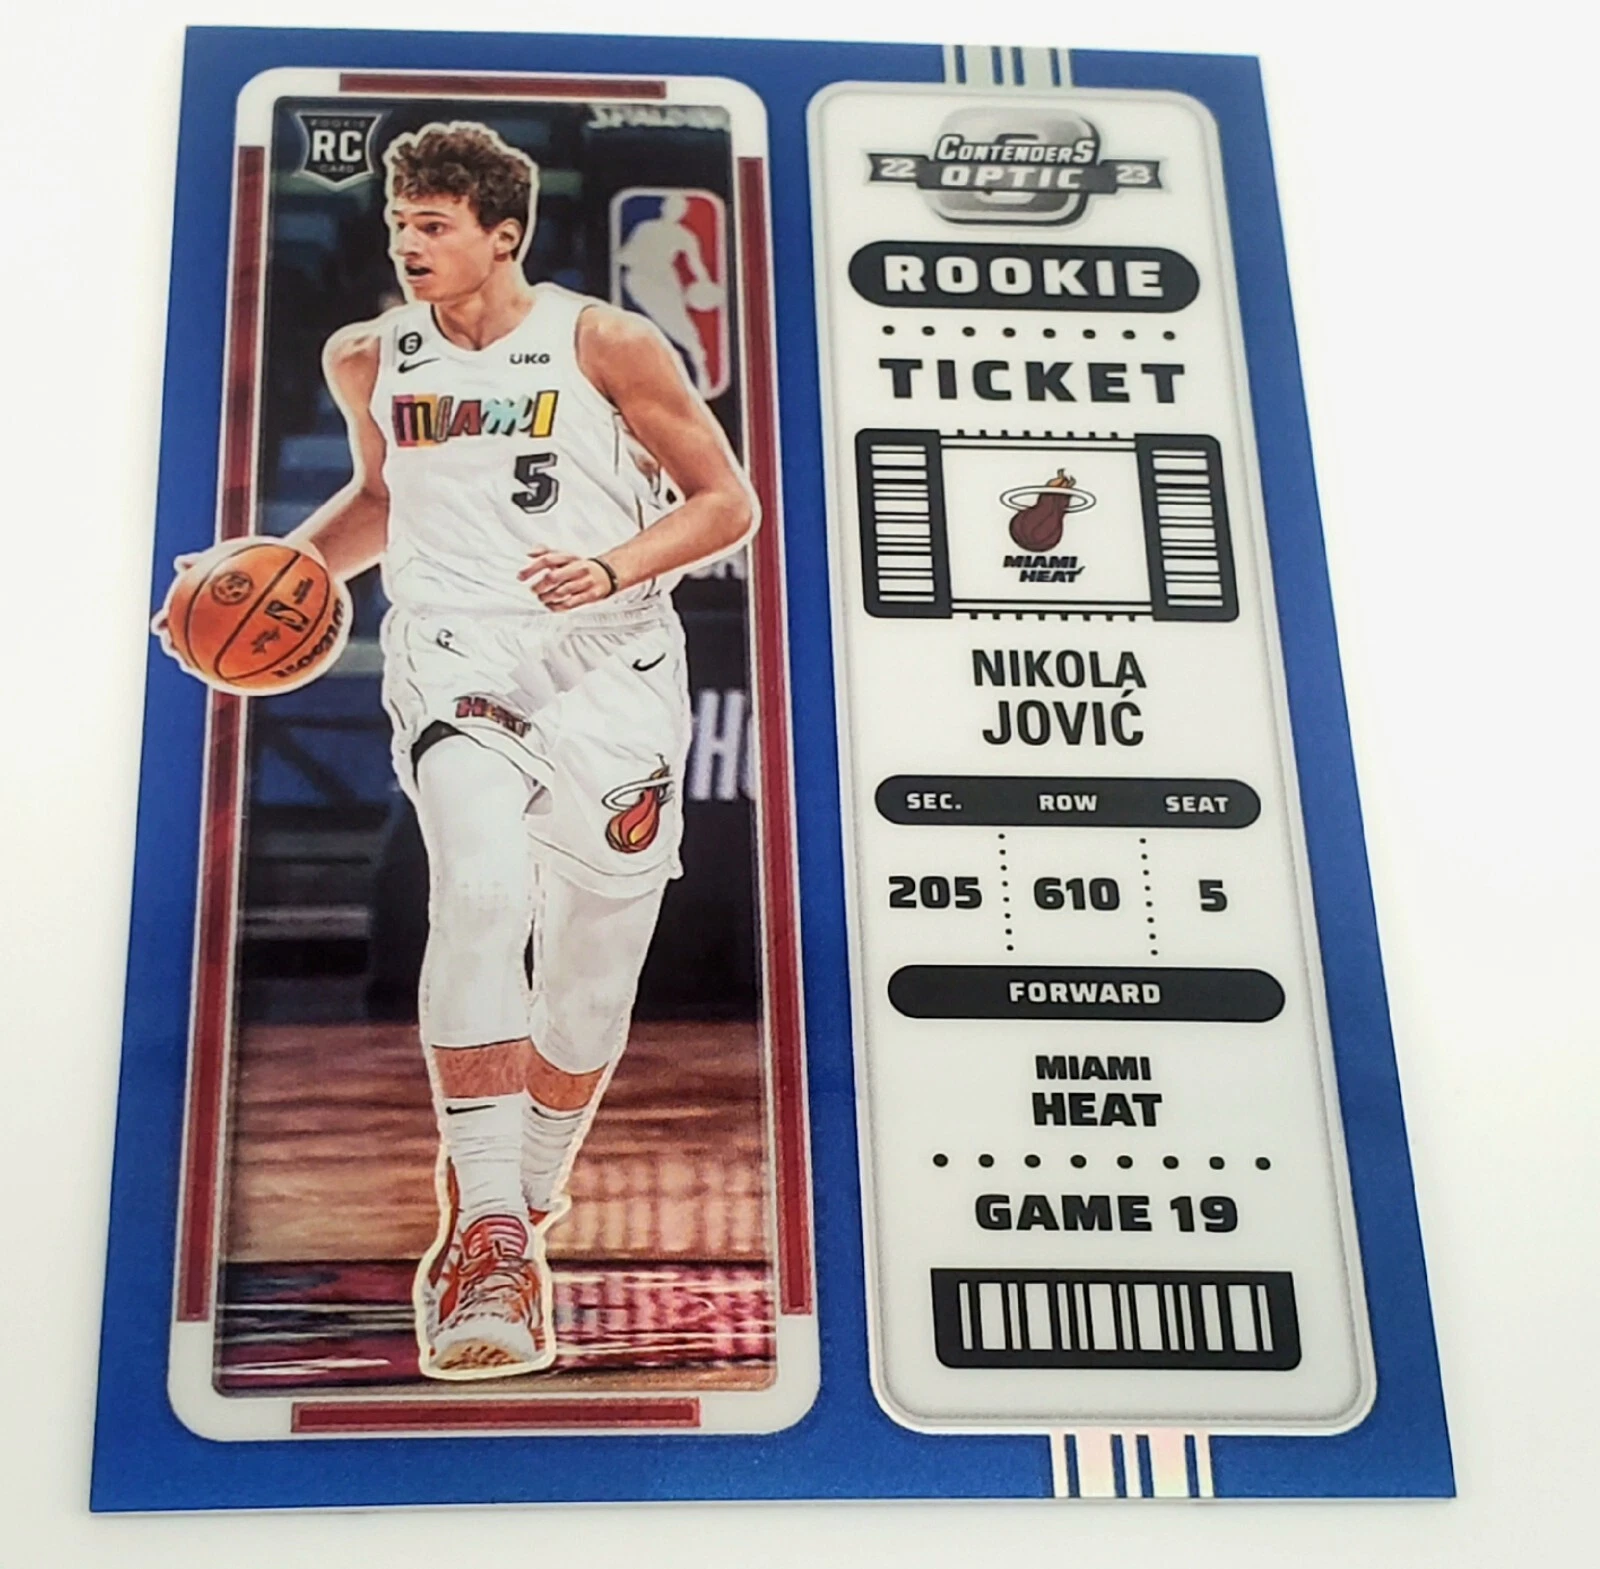 ROOKIE
RC
CARD
SPALDING
6
UKG
MIAMI
5
HEAT
CONTENDERS
22 OPTIC 23
ROOKIE
TICKET
MIAMI
HEAT
NIKOLA
JOVIĆ
SEC. ROW SEAT
205 610 5
FORWARD
MIAMI
HEAT
GAME 19